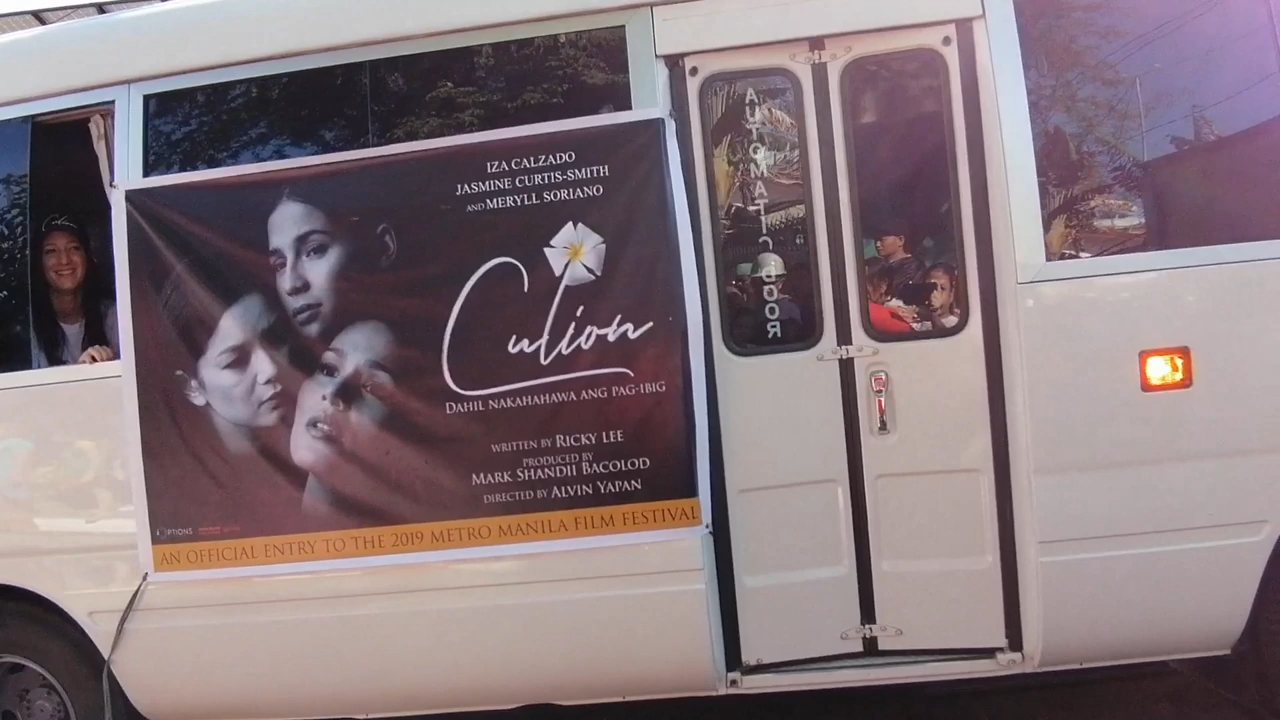 IZA CALZADO
JASMINE CURTIS-SMITH
AND MERYLL SORIANO
Culion
DAHIL NAKAHAHAWA ANG PAG-IBIG
WRITTEN BY RICKY LEE
PRODUCED BY
MARK SHANDII BACOLOD
DIRECTED BY ALVIN YAPAN
iOPTIONS
AN OFFICIAL ENTRY TO THE 2019 METRO MANILA FILM FESTIVAL
AUTOMATIC DOOR
Culion